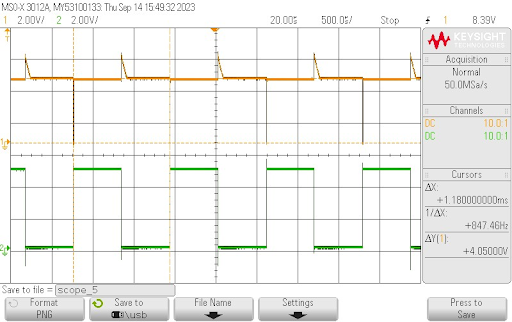 MSO-X 3012A, MY53100133: Thu Sep 14 15:49:32 2023
1 2.00V/ 2 2.00V/ 20.00% 500.0%/ Stop 1 8.39V
KEYSIGHT
TECHNOLOGIES
Acquisition
Normal
50.0MSa/s
Channels
DC 10.0:1
DC 10.0:1
Cursors
ΔX:
+1.180000000ms
1/ΔX:
+847.46Hz
ΔY(1):
+4.05000V
Save to file = scope_5
Format
PNG
Save to
\usb
File Name
Settings
Press to
Save